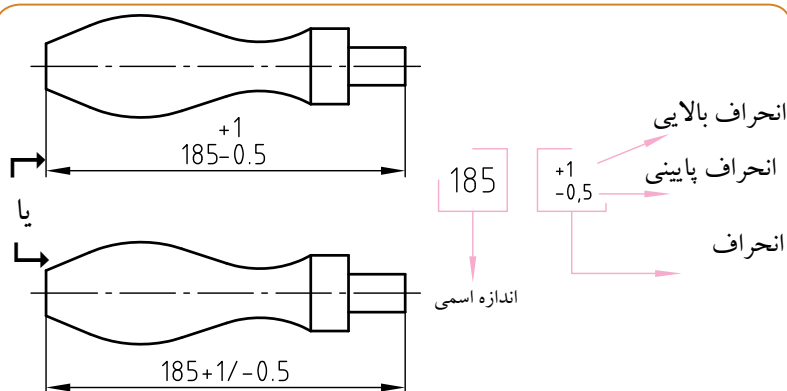 +1
185-0.5
یا
185+1/-0.5
185
+1
-0,5
انحراف بالایی
انحراف پایینی
انحراف
اندازه اسمی